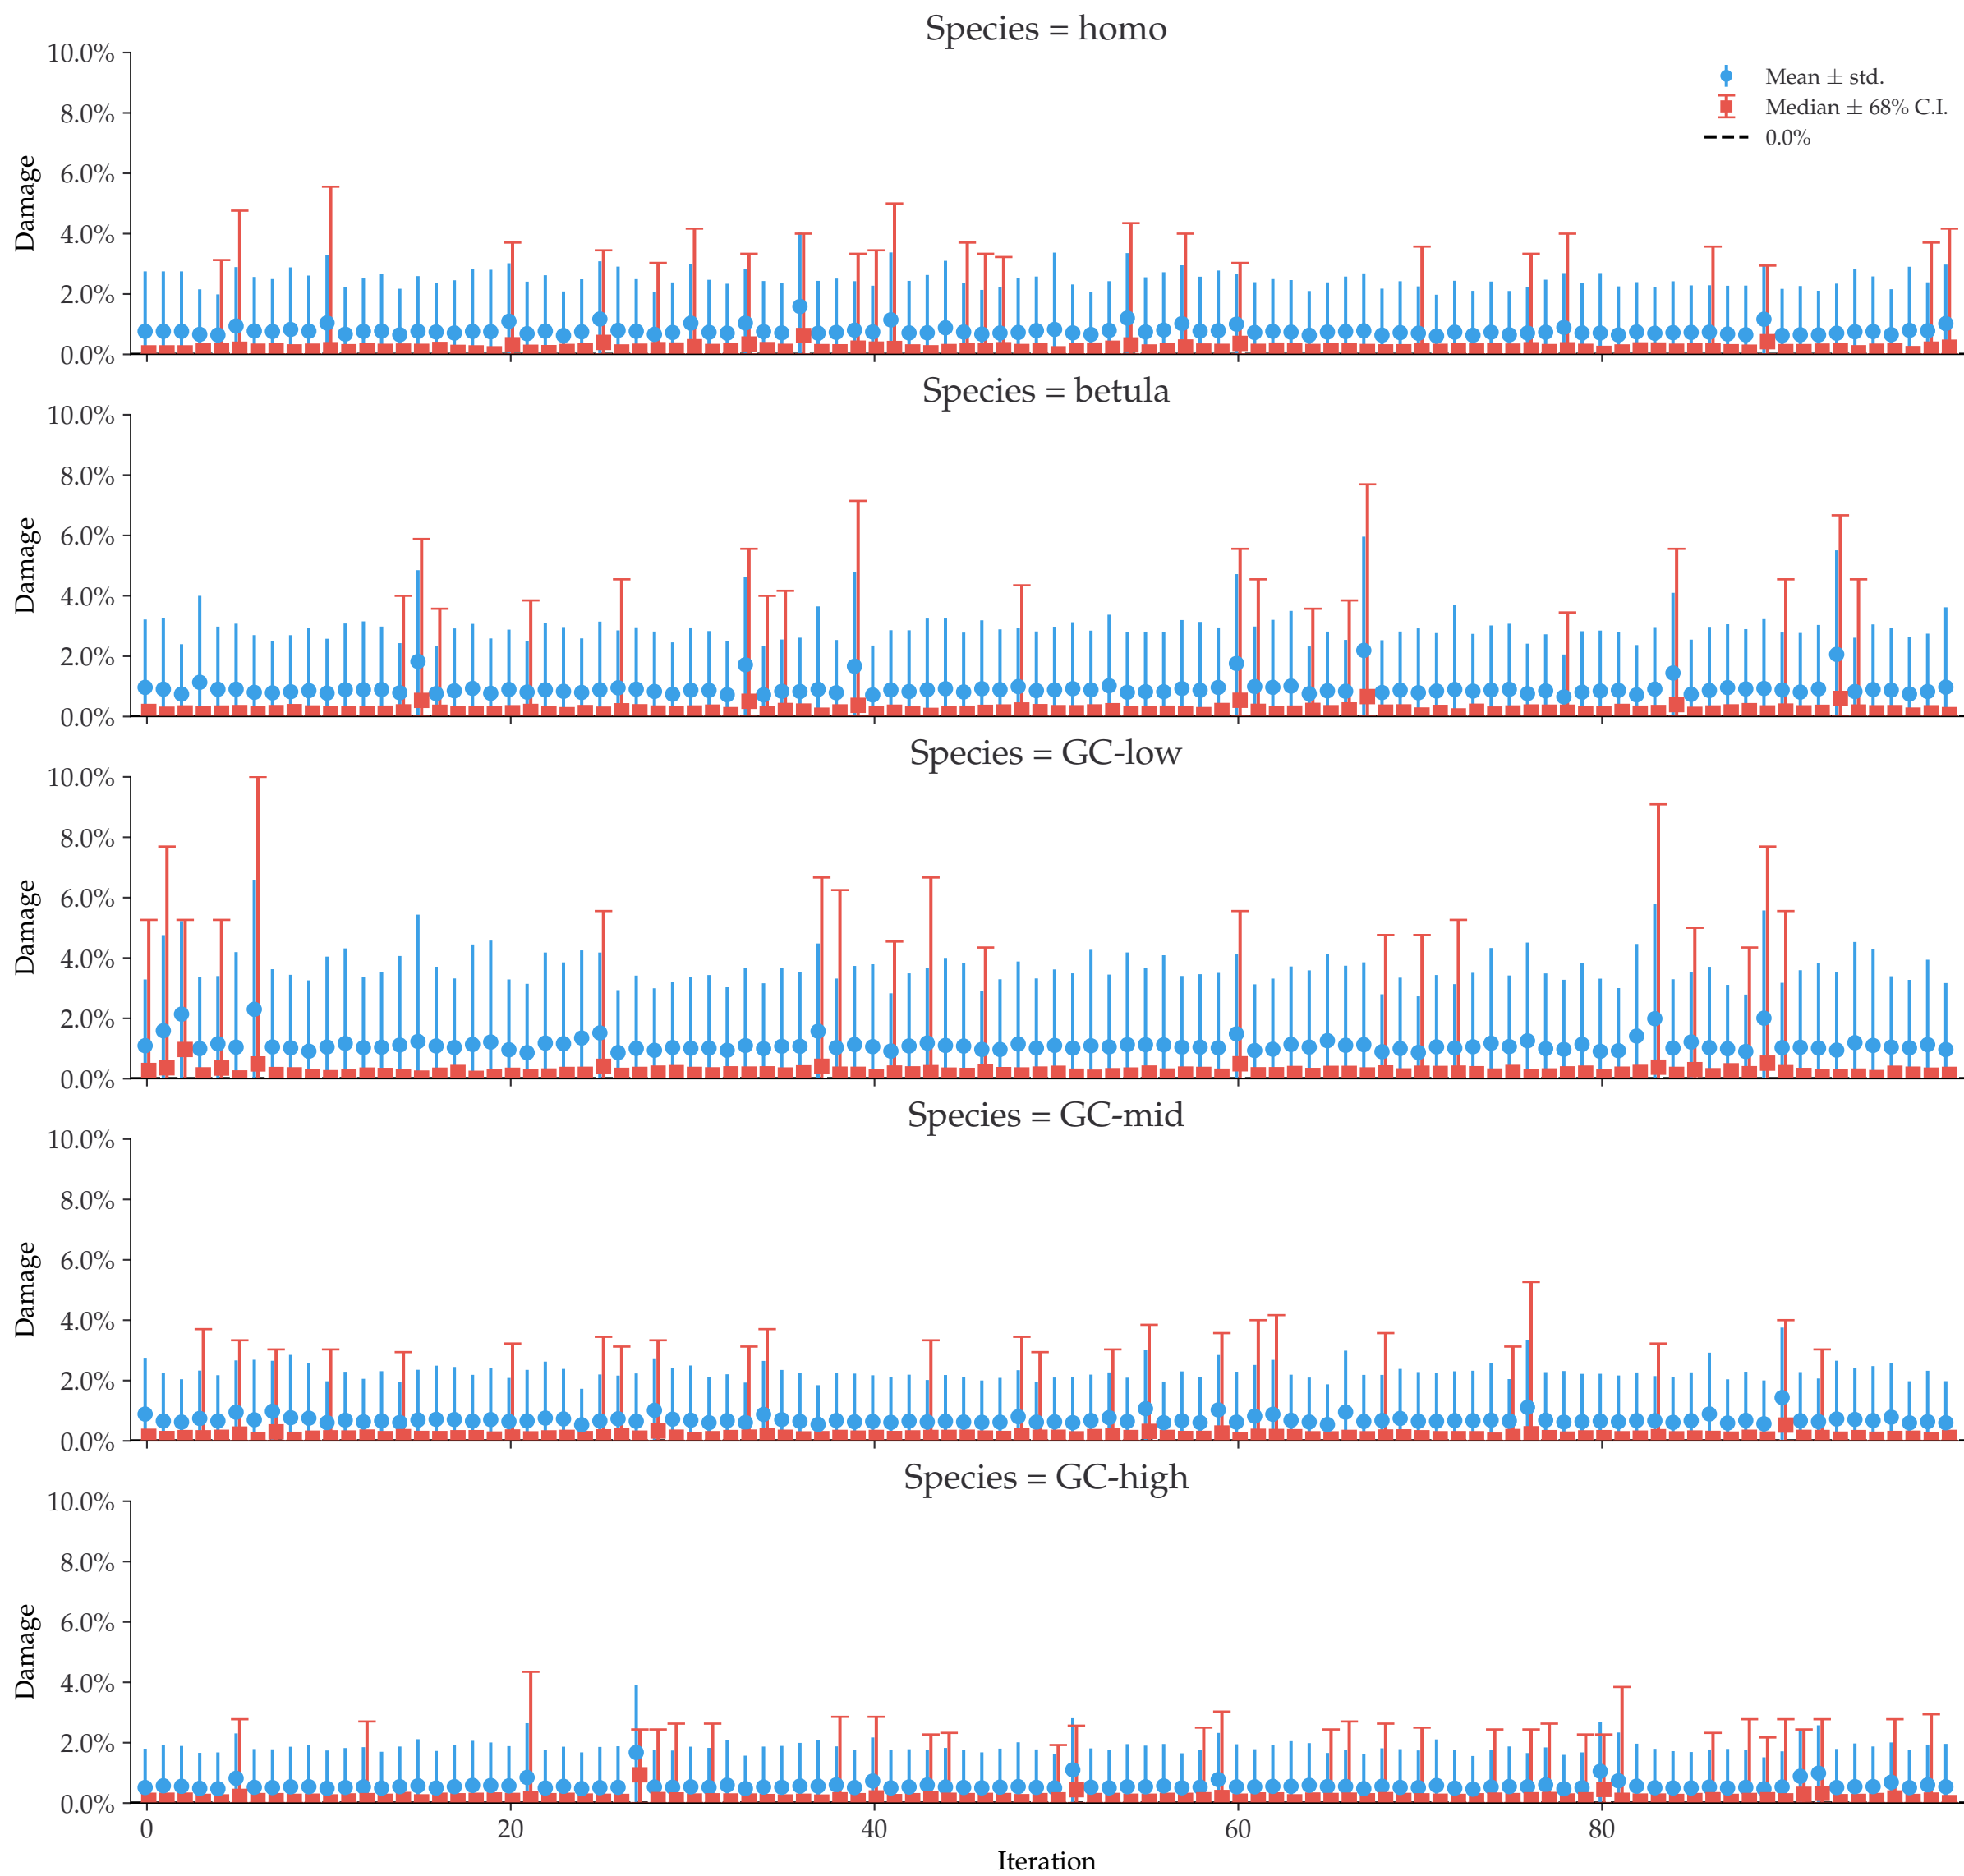 Species = homo
10.0%
8.0%
6.0%
4.0%
2.0%
0.0%
Damage
Mean ± std.
Median ± 68% C.I.
0.0%
Species = betula
10.0%
8.0%
6.0%
4.0%
2.0%
0.0%
Damage
Species = GC-low
10.0%
8.0%
6.0%
4.0%
2.0%
0.0%
Damage
Species = GC-mid
10.0%
8.0%
6.0%
4.0%
2.0%
0.0%
Damage
Species = GC-high
10.0%
8.0%
6.0%
4.0%
2.0%
0.0%
Damage
0 20 40 60 80
Iteration